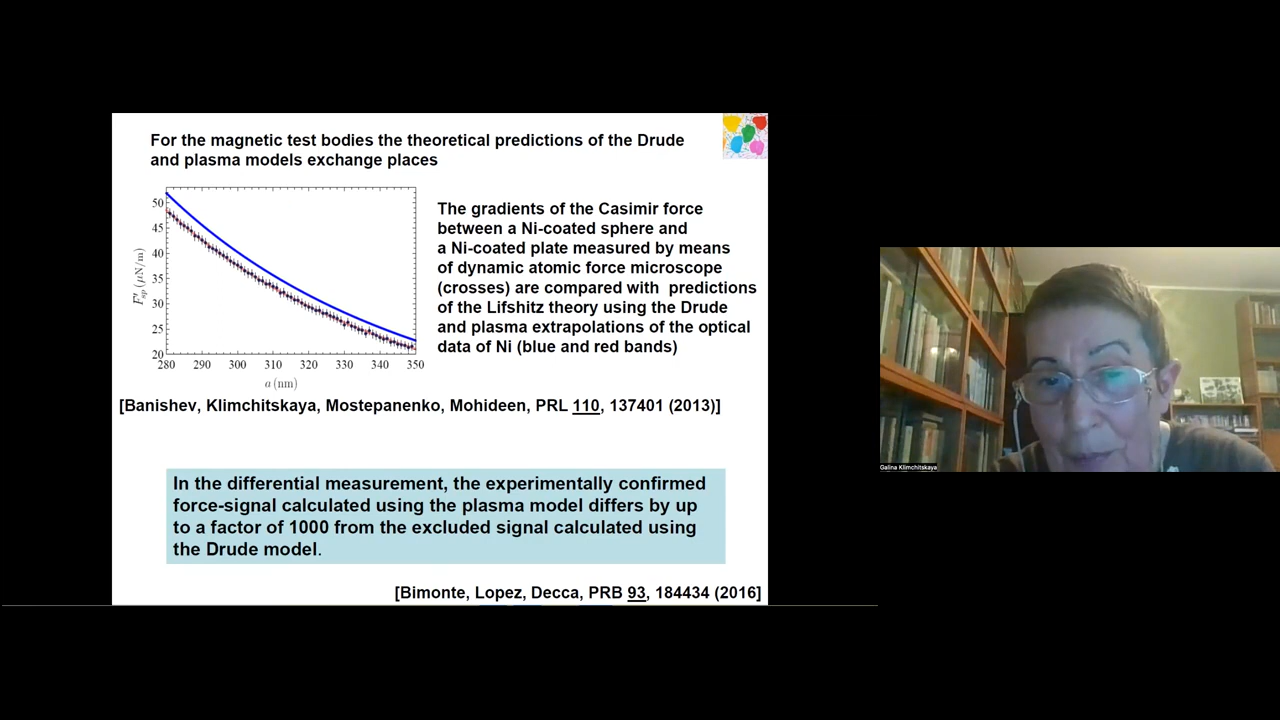 For the magnetic test bodies the theoretical predictions of the Drude
and plasma models exchange places
50
45
40
35
30
25
20
F'sp (μN/m)
280 290 300 310 320 330 340 350
a (nm)
The gradients of the Casimir force
between a Ni-coated sphere and
a Ni-coated plate measured by means
of dynamic atomic force microscope
(crosses) are compared with predictions
of the Lifshitz theory using the Drude
and plasma extrapolations of the optical
data of Ni (blue and red bands)
[Banishev, Klimchitskaya, Mostepanenko, Mohideen, PRL 110, 137401 (2013)]
In the differential measurement, the experimentally confirmed
force-signal calculated using the plasma model differs by up
to a factor of 1000 from the excluded signal calculated using
the Drude model.
[Bimonte, Lopez, Decca, PRB 93, 184434 (2016]
Galina Klimchitskaya